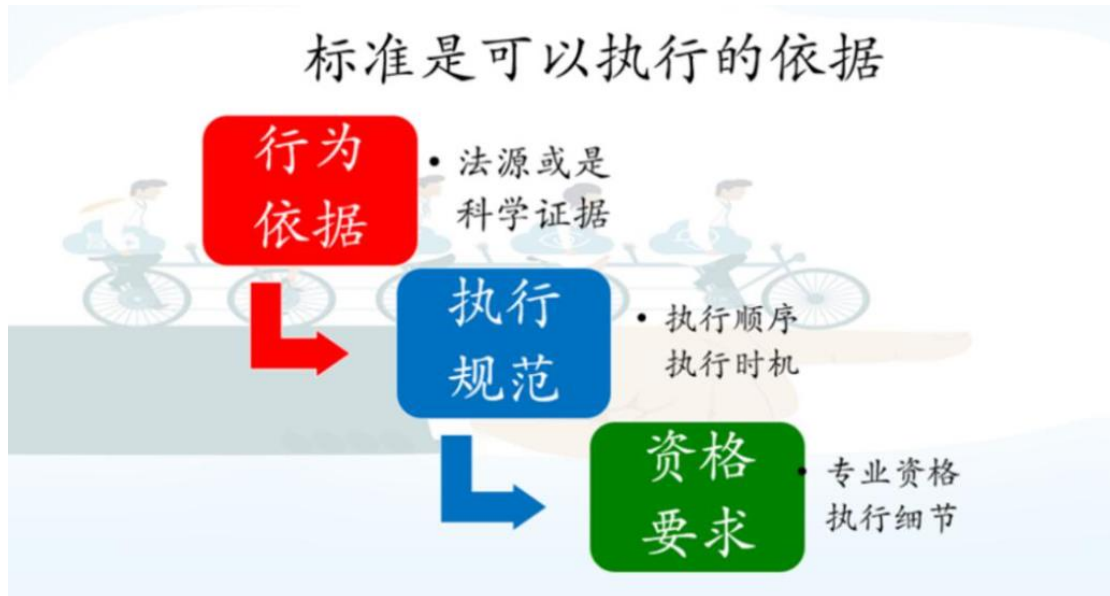 标准是可以执行的依据
行为
依据
• 法源或是
科学证据
执行
规范
• 执行顺序
执行时机
资格
要求
• 专业资格
执行细节